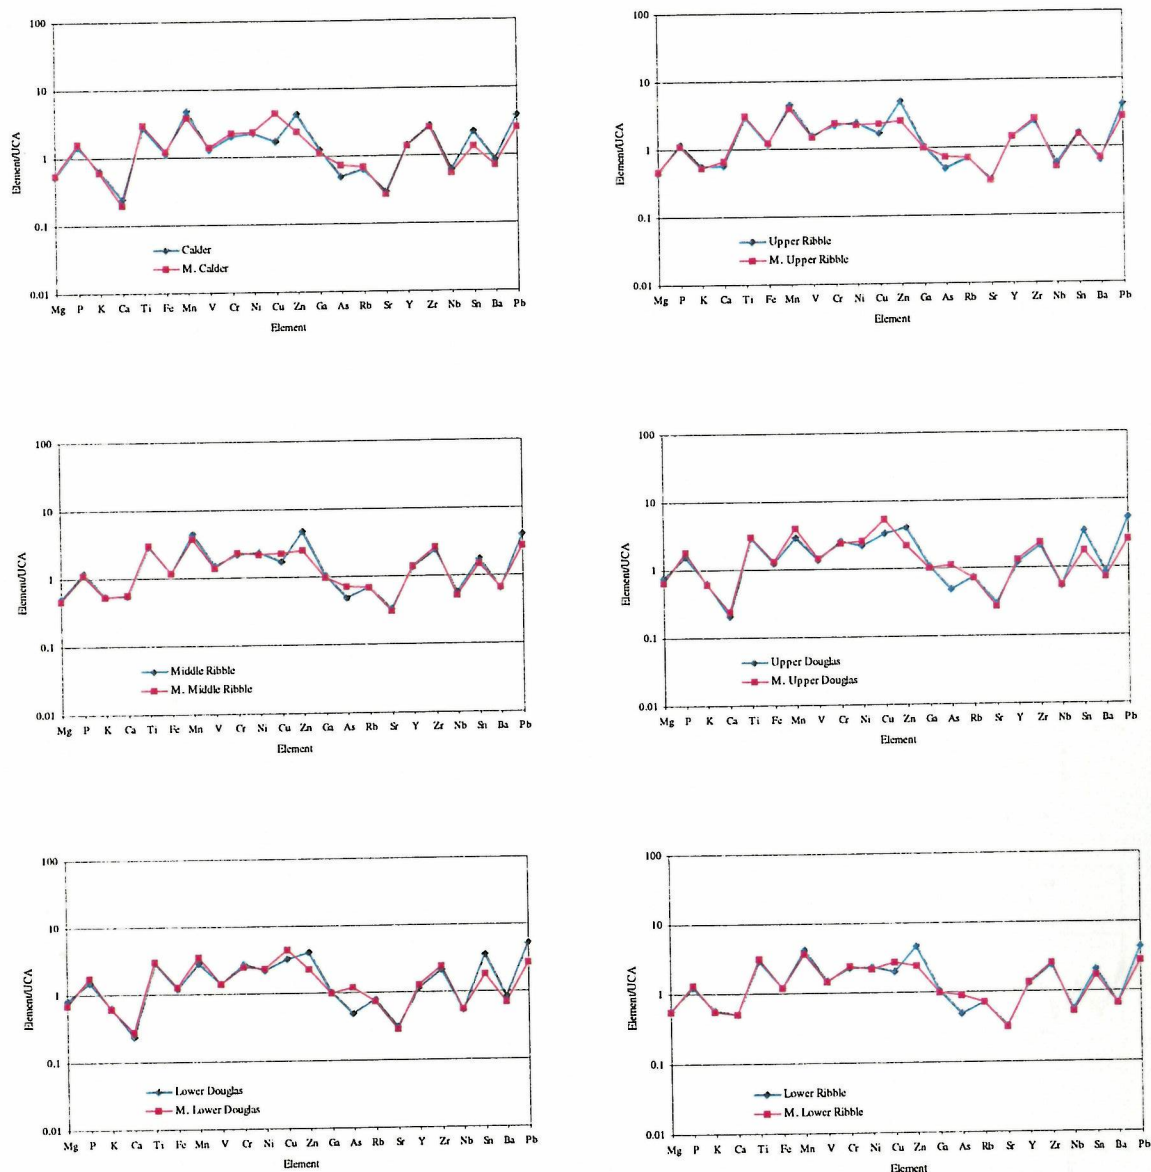 100
10
1
0.1
0.01
Element/UCA
Calder
M. Calder
Mg P K Ca Ti Fe Mn V Cr Ni Cu Zn Ga As Rb Sr Y Zr Nb Sn Ba Pb
Element
100
10
1
0.1
0.01
Element/UCA
Upper Ribble
M. Upper Ribble
Mg P K Ca Ti Fe Mn V Cr Ni Cu Zn Ga As Rb Sr Y Zr Nb Sn Ba Pb
Element
100
10
1
0.1
0.01
Element/UCA
Middle Ribble
M. Middle Ribble
Mg P K Ca Ti Fe Mn V Cr Ni Cu Zn Ga As Rb Sr Y Zr Nb Sn Ba Pb
Element
100
10
1
0.1
0.01
Element/UCA
Upper Douglas
M. Upper Douglas
Mg P K Ca Ti Fe Mn V Cr Ni Cu Zn Ga As Rb Sr Y Zr Nb Sn Ba Pb
Element
100
10
1
0.1
0.01
Element/UCA
Lower Douglas
M. Lower Douglas
Mg P K Ca Ti Fe Mn V Cr Ni Cu Zn Ga As Rb Sr Y Zr Nb Sn Ba Pb
Element
100
10
1
0.1
0.01
Element/UCA
Lower Ribble
M. Lower Ribble
Mg P K Ca Ti Fe Mn V Cr Ni Cu Zn Ga As Rb Sr Y Zr Nb Sn Ba Pb
Element